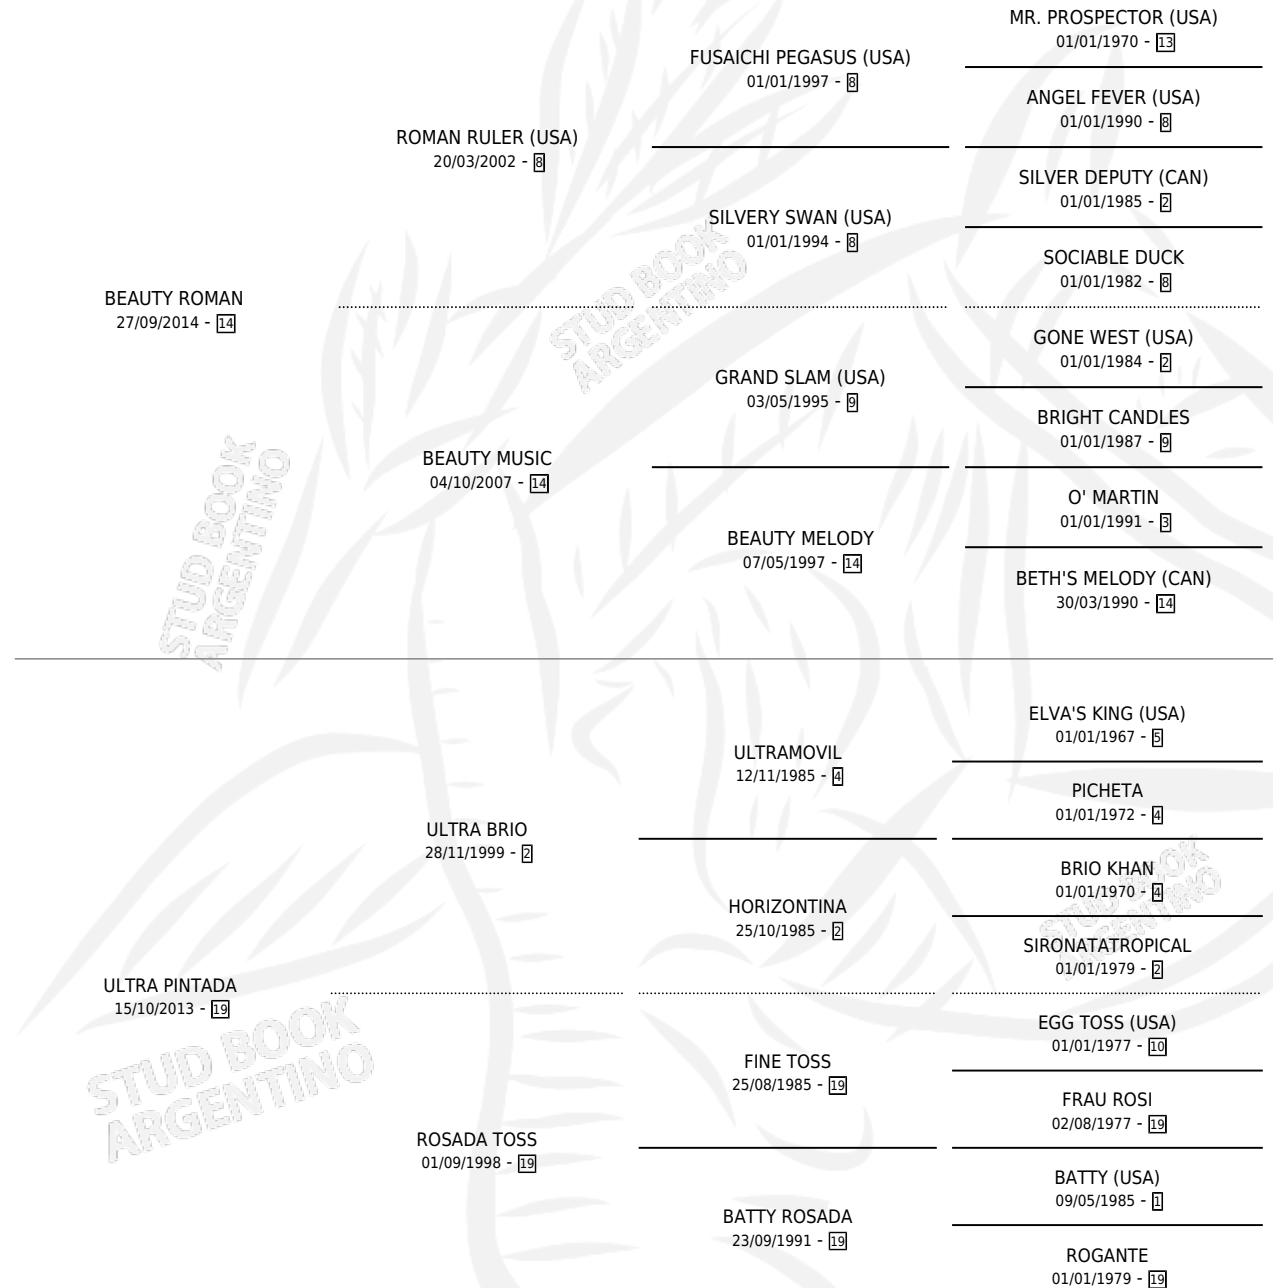 MR. PROSPECTOR (USA)
01/01/1970 - 13
FUSAICHI PEGASUS (USA)
01/01/1997 - 8
ANGEL FEVER (USA)
01/01/1990 - 8
ROMAN RULER (USA)
20/03/2002 - 8
SILVER DEPUTY (CAN)
01/01/1985 - 2
SILVERY SWAN (USA)
01/01/1994 - 8
SOCIABLE DUCK
01/01/1982 - 8
BEAUTY ROMAN
27/09/2014 - 14
STUD BOOK
ARGENTINO
GONE WEST (USA)
01/01/1984 - 2
GRAND SLAM (USA)
03/05/1995 - 9
BRIGHT CANDLES
01/01/1987 - 9
BEAUTY MUSIC
04/10/2007 - 14
O' MARTIN
01/01/1991 - 3
BEAUTY MELODY
07/05/1997 - 14
BETH'S MELODY (CAN)
30/03/1990 - 14
STUD BOOK
ARGENTINO
ELVA'S KING (USA)
01/01/1967 - 5
ULTRAMOVIL
12/11/1985 - 4
PICHETA
01/01/1972 - 4
ULTRA BRIO
28/11/1999 - 2
BRIO KHAN
01/01/1970 - 4
HORIZONTINA
25/10/1985 - 2
SIRONATATROPICAL
01/01/1979 - 2
STUD BOOK
ARGENTINO
ULTRA PINTADA
15/10/2013 - 19
EGG TOSS (USA)
01/01/1977 - 10
FINE TOSS
25/08/1985 - 19
FRAU ROSI
02/08/1977 - 19
STUD BOOK
ARGENTINO
ROSADA TOSS
01/09/1998 - 19
BATTY (USA)
09/05/1985 - 1
BATTY ROSADA
23/09/1991 - 19
ROGANTE
01/01/1979 - 19